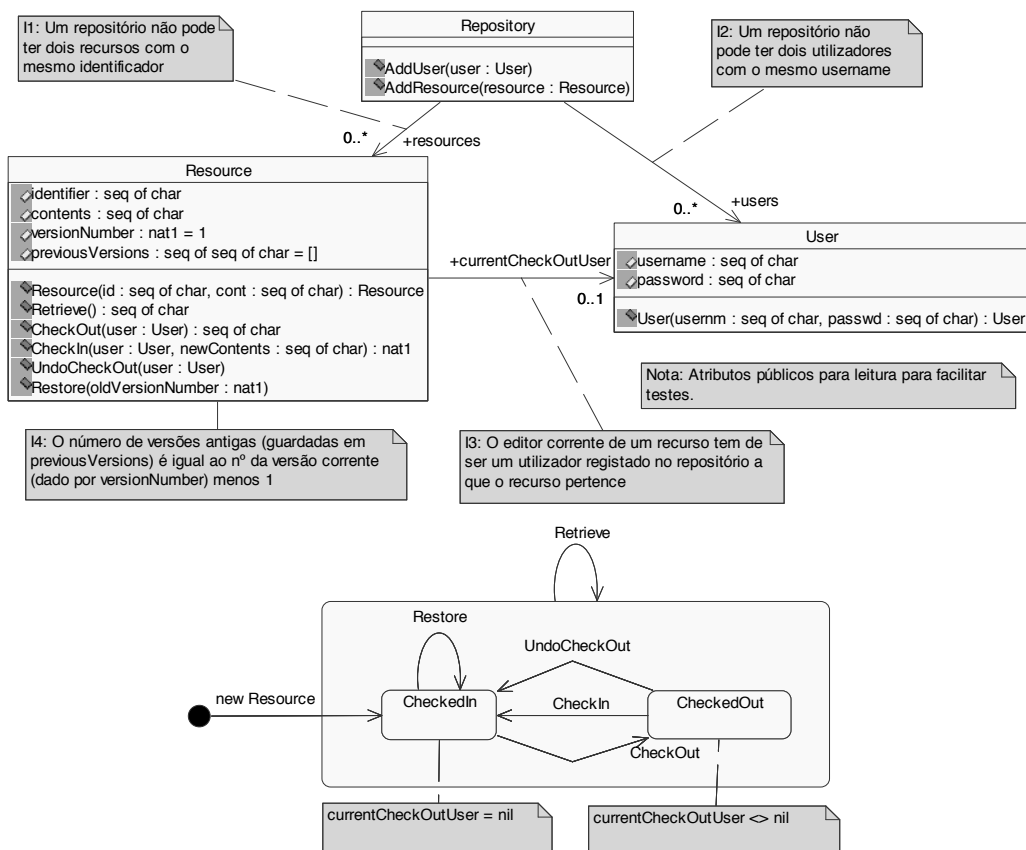 I1: Um repositório não pode
ter dois recursos com o
mesmo identificador
Repository
AddUser(user : User)
AddResource(resource : Resource)
I2: Um repositório não
pode ter dois utilizadores
com o mesmo username
0..*
+resources
Resource
identifier : seq of char
contents : seq of char
versionNumber : nat1 = 1
previousVersions : seq of seq of char = []
Resource(id : seq of char, cont : seq of char) : Resource
Retrieve() : seq of char
CheckOut(user : User) : seq of char
CheckIn(user : User, newContents : seq of char) : nat1
UndoCheckOut(user : User)
Restore(oldVersionNumber : nat1)
+users
0..*
+currentCheckOutUser
0..1
User
username : seq of char
password : seq of char
User(usernm : seq of char, passwd : seq of char) : User
Nota: Atributos públicos para leitura para facilitar
testes.
I4: O número de versões antigas (guardadas em
previousVersions) é igual ao nº da versão corrente
(dado por versionNumber) menos 1
I3: O editor corrente de um recurso tem de
ser um utilizador registado no repositório a
que o recurso pertence
Retrieve
Restore
UndoCheckOut
new Resource
CheckedIn
CheckIn
CheckedOut
CheckOut
currentCheckOutUser = nil
currentCheckOutUser <> nil